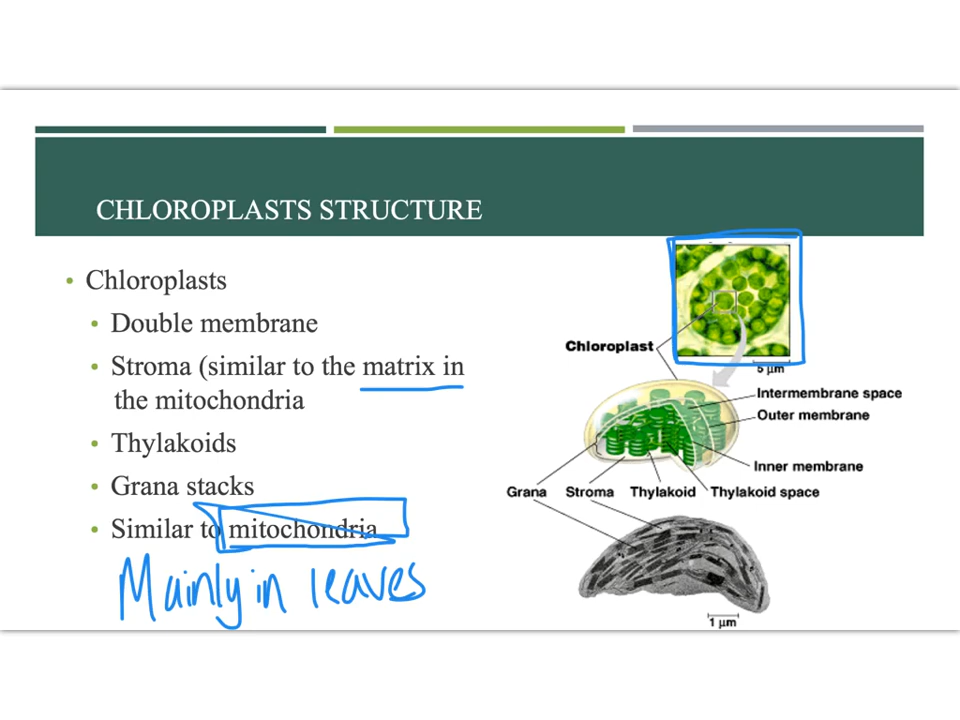 CHLOROPLASTS STRUCTURE
• Chloroplasts
• Double membrane
• Stroma (similar to the matrix in
the mitochondria
• Thylakoids
• Grana stacks
• Similar to mitochondria
Mainly in leaves
5 µm
Chloroplast
Intermembrane space
Outer membrane
Inner membrane
Grana Stroma Thylakoid Thylakoid space
1 µm